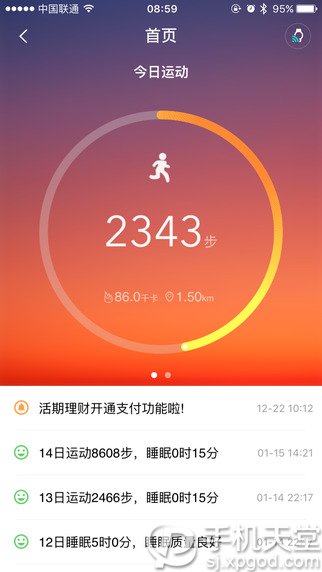 中国联通 08:59 95%
首页
今日运动
2343步
86.0千卡 1.50km
活期理财开通支付功能啦! 12-22 10:12
14日运动8608步，睡眠0时15分 01-15 14:21
13日运动2466步，睡眠0时15分 01-14 22:17
12日睡眠5时0分，睡眠质量良好 01-14 22:17
手机天堂
sj.xpgod.com